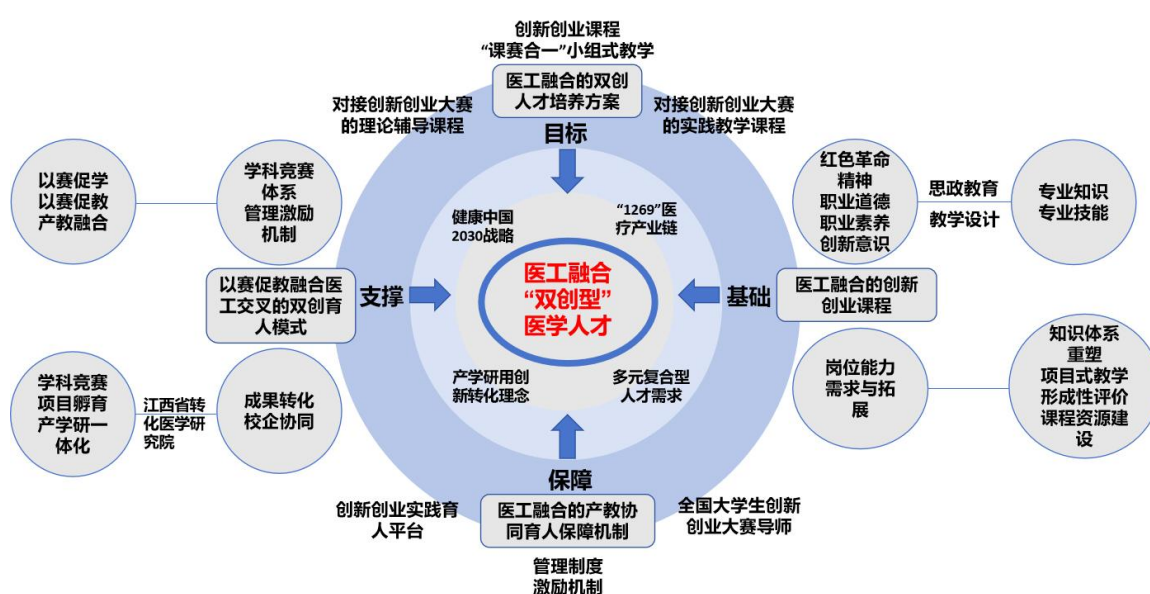 创新创业课程
“课赛合一”小组式教学
医工融合的双创
人才培养方案
对接创新创业大赛
的理论辅导课程
对接创新创业大赛
的实践教学课程
目标
以赛促学
以赛促教
产教融合
学科竞赛
体系
管理激励
机制
红色革命
精神
职业道德
职业素养
创新意识
思政教育
教学设计
专业知识
专业技能
健康中国
2030战略
“1269”医
疗产业链
以赛促教融合医
工交叉的双创育
人模式
支撑
医工融合
“双创型”
医学人才
基础
医工融合的创新
创业课程
学科竞赛
项目孵育
产学研一
体化
江西省转
化医学研
究院
成果转化
校企协同
产学研用创
新转化理念
多元复合型
人才需求
岗位能力
需求与拓
展
知识体系
重塑
项目式教学
形成性评价
课程资源建
设
保障
创新创业实践育
人平台
医工融合的产教协
同育人保障机制
全国大学生创新
创业大赛导师
管理制度
激励机制